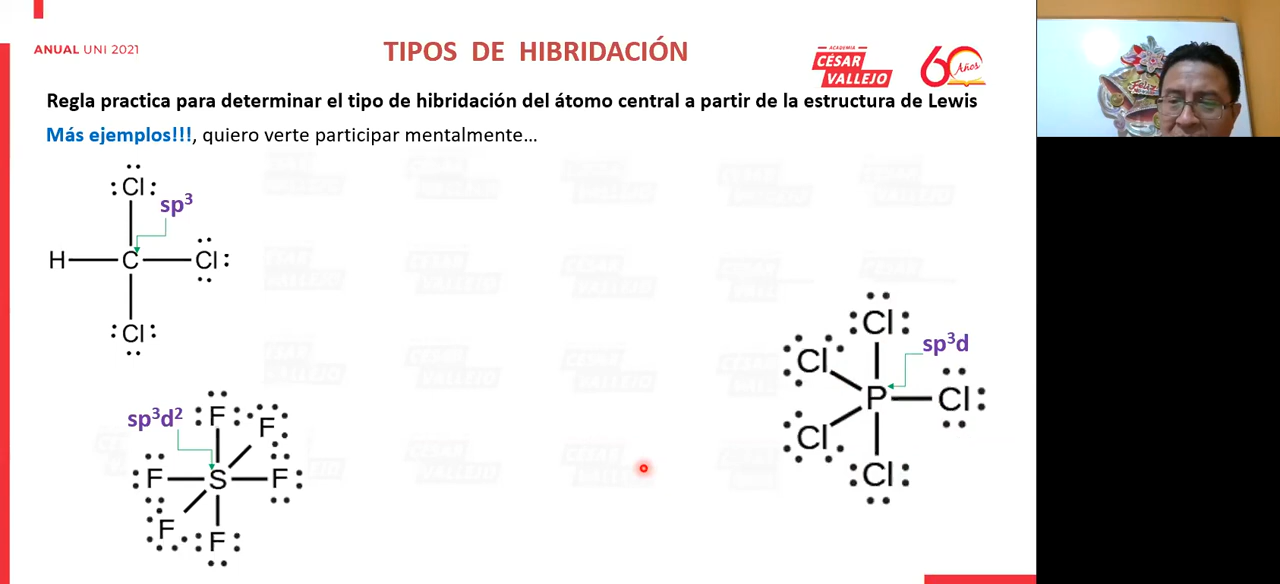 ANUAL UNI 2021
TIPOS DE HIBRIDACIÓN
ACADEMIA
CÉSAR
VALLEJO
60 Años
Regla practica para determinar el tipo de hibridación del átomo central a partir de la estructura de Lewis
Más ejemplos!!!, quiero verte participar mentalmente...
:Cl:
sp³
H C Cl:
:Cl:
sp³d² :F: F
:F S F:
F :F:
:Cl:
Cl sp³d
P Cl:
Cl
:Cl: